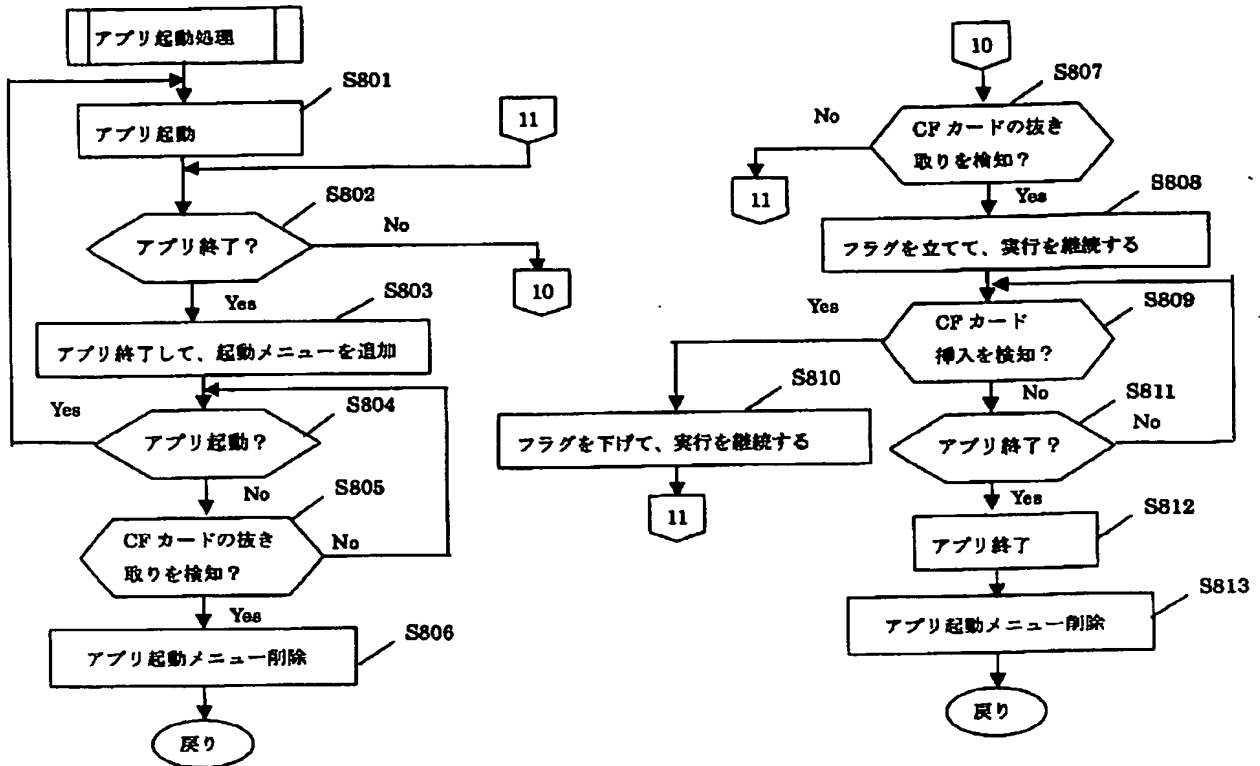 アプリ起動処理
S801
アプリ起動
11
S802
アプリ終了?
No
10
Yes
S803
アプリ終了して、起動メニューを追加
Yes
S804
アプリ起動?
No
S805
CF カードの抜き
取りを検知?
No
Yes
S806
アプリ起動メニュー削除
戻り
10
S807
No
CF カードの抜き
取りを検知?
11
Yes
S808
フラグを立てて、実行を継続する
Yes
S809
CF カード
挿入を検知?
S810
No
S811
フラグを下げて、実行を継続する
アプリ終了?
No
11
Yes
S812
アプリ終了
S813
アプリ起動メニュー削除
戻り